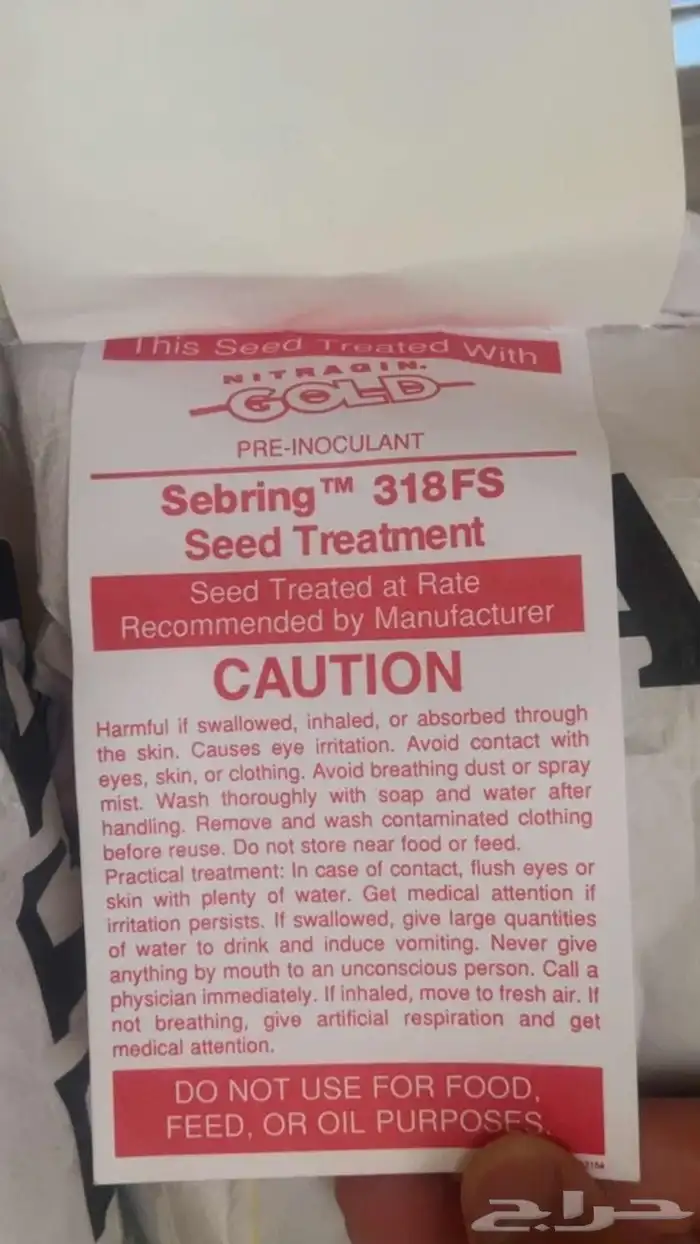 This Seed Treated With
NITRAGIN.
GOLD
PRE-INOCULANT
Sebring™ 318FS
Seed Treatment
Seed Treated at Rate
Recommended by Manufacturer
CAUTION
Harmful if swallowed, inhaled, or absorbed through
the skin. Causes eye irritation. Avoid contact with
eyes, skin, or clothing. Avoid breathing dust or spray
mist. Wash thoroughly with soap and water after
handling. Remove and wash contaminated clothing
before reuse. Do not store near food or feed.
Practical treatment: In case of contact, flush eyes or
skin with plenty of water. Get medical attention if
irritation persists. If swallowed, give large quantities
of water to drink and induce vomiting. Never give
anything by mouth to an unconscious person. Call a
physician immediately. If inhaled, move to fresh air. If
not breathing, give artificial respiration and get
medical attention.
DO NOT USE FOR FOOD,
FEED, OR OIL PURPOSES.
حراج